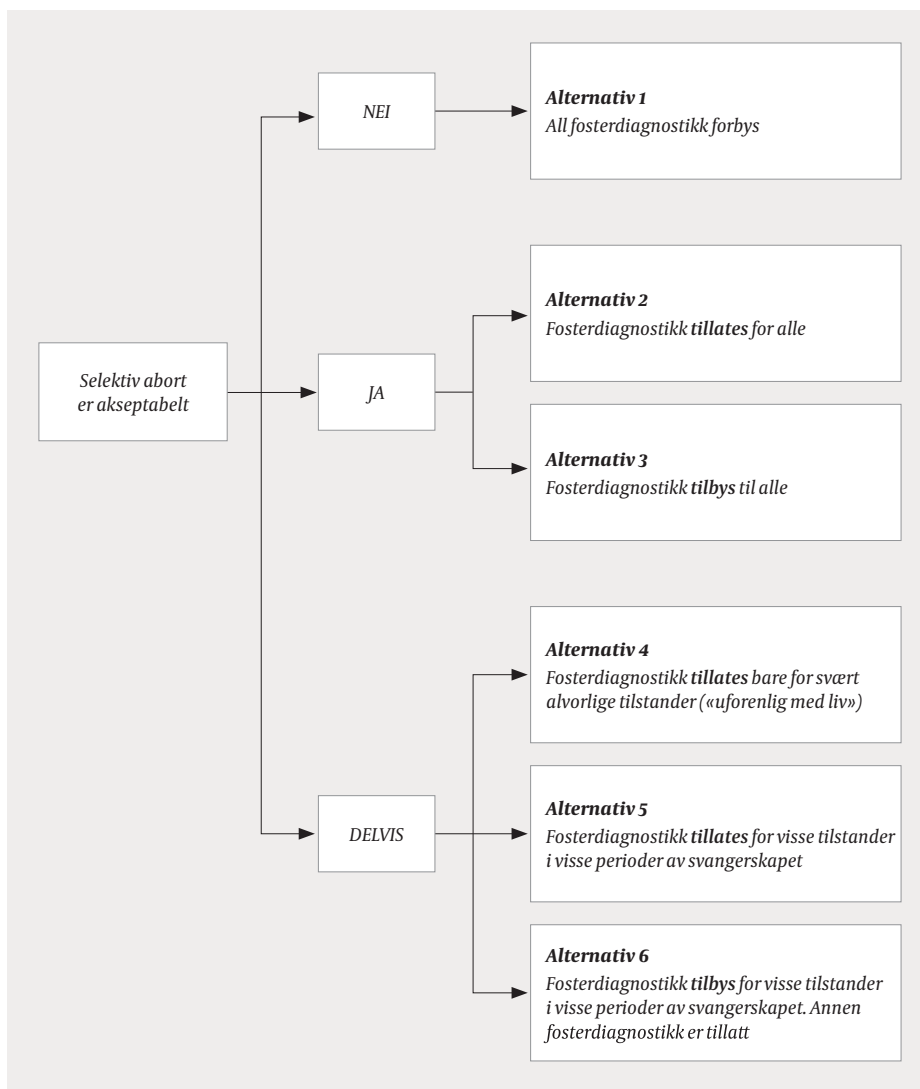 Selektiv abort
er akseptabelt
NEI
Alternativ 1
All fosterdiagnostikk forbys
JA
Alternativ 2
Fosterdiagnostikk tillates for alle
Alternativ 3
Fosterdiagnostikk tilbys til alle
DELVIS
Alternativ 4
Fosterdiagnostikk tillates bare for svært
alvorlige tilstander («uforenlig med liv»)
Alternativ 5
Fosterdiagnostikk tillates for visse tilstander
i visse perioder av svangerskapet
Alternativ 6
Fosterdiagnostikk tilbys for visse tilstander
i visse perioder av svangerskapet. Annen
fosterdiagnostikk er tillatt